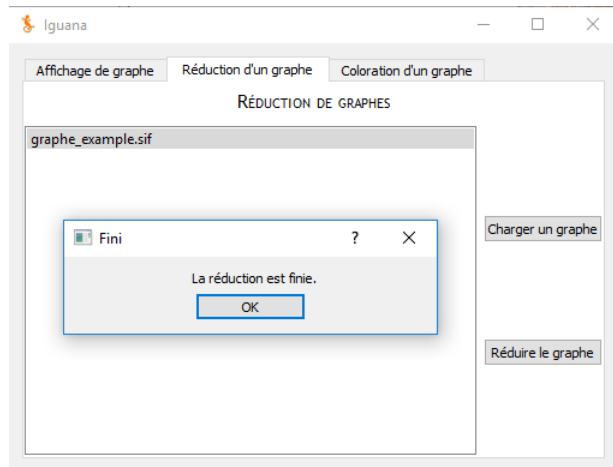 Iguana
Affichage de graphe
Réduction d'un graphe
Coloration d'un graphe
RÉDUCTION DE GRAPHES
graphe_example.sif
Charger un graphe
Fini
?
La réduction est finie.
OK
Réduire le graphe